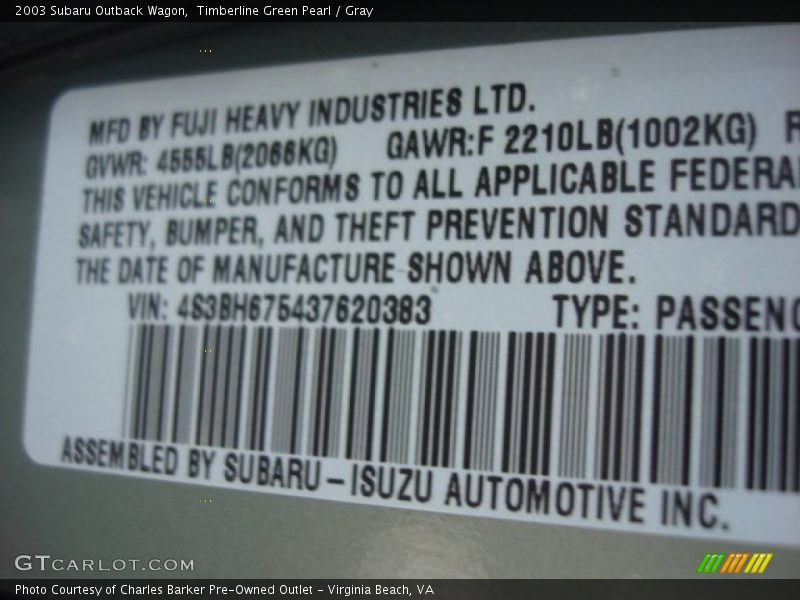 2003 Subaru Outback Wagon, Timberline Green Pearl / Gray
MFD BY FUJI HEAVY INDUSTRIES LTD.
GVWR: 4555LB(2066KG) GAWR:F 2210LB(1002KG)
THIS VEHICLE CONFORMS TO ALL APPLICABLE FEDERAL
SAFETY, BUMPER, AND THEFT PREVENTION STANDARD
THE DATE OF MANUFACTURE SHOWN ABOVE.
VIN: 4S3BH675437620383 TYPE: PASSENG
ASSEMBLED BY SUBARU-ISUZU AUTOMOTIVE INC.
GTCARLOT.COM
Photo Courtesy of Charles Barker Pre-Owned Outlet - Virginia Beach, VA